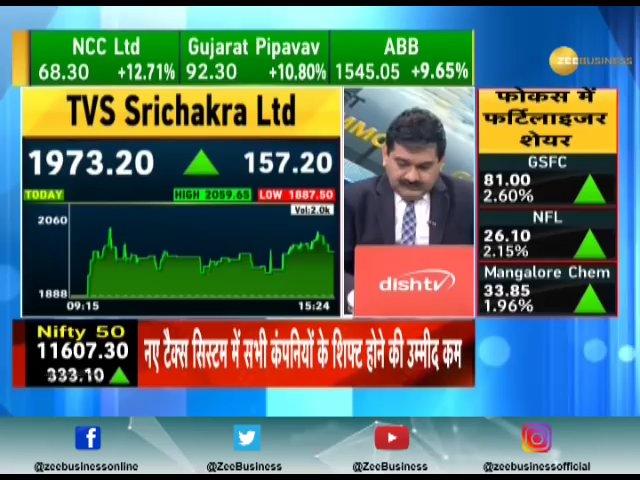 NCC Ltd
68.30 +12.71%
Gujarat Pipavav
92.30 +10.80%
ABB
1545.05 +9.65%
ZEE BUSINESS
TVS Srichakra Ltd
1973.20 157.20
TODAY HIGH 2059.65 LOW 1887.50
Vol:2.0k
2060
1888
09:15 15:24
dishtv
फोकस में
फर्टिलाइजर
शेयर
GSFC
81.00
2.60%
NFL
26.10
2.15%
Mangalore Chem
33.85
1.96%
Nifty 50
11607.30
333.10
नए टैक्स सिस्टम में सभी कंपनियों के शिफ्ट होने की उम्मीद कम
@zeebusinessonline
@ZeeBusiness
@ZeeBusiness
@zeebusinessofficial